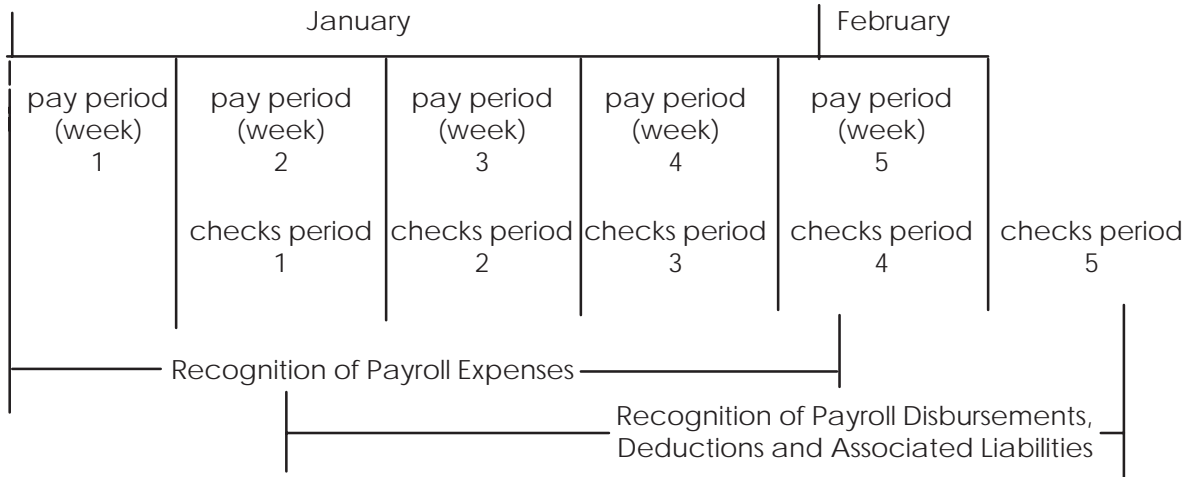 January February
pay period pay period pay period pay period pay period
(week) (week) (week) (week) (week)
1 2 3 4 5
checks period checks period checks period checks period checks period
1 2 3 4 5
Recognition of Payroll Expenses
Recognition of Payroll Disbursements,
Deductions and Associated Liabilities